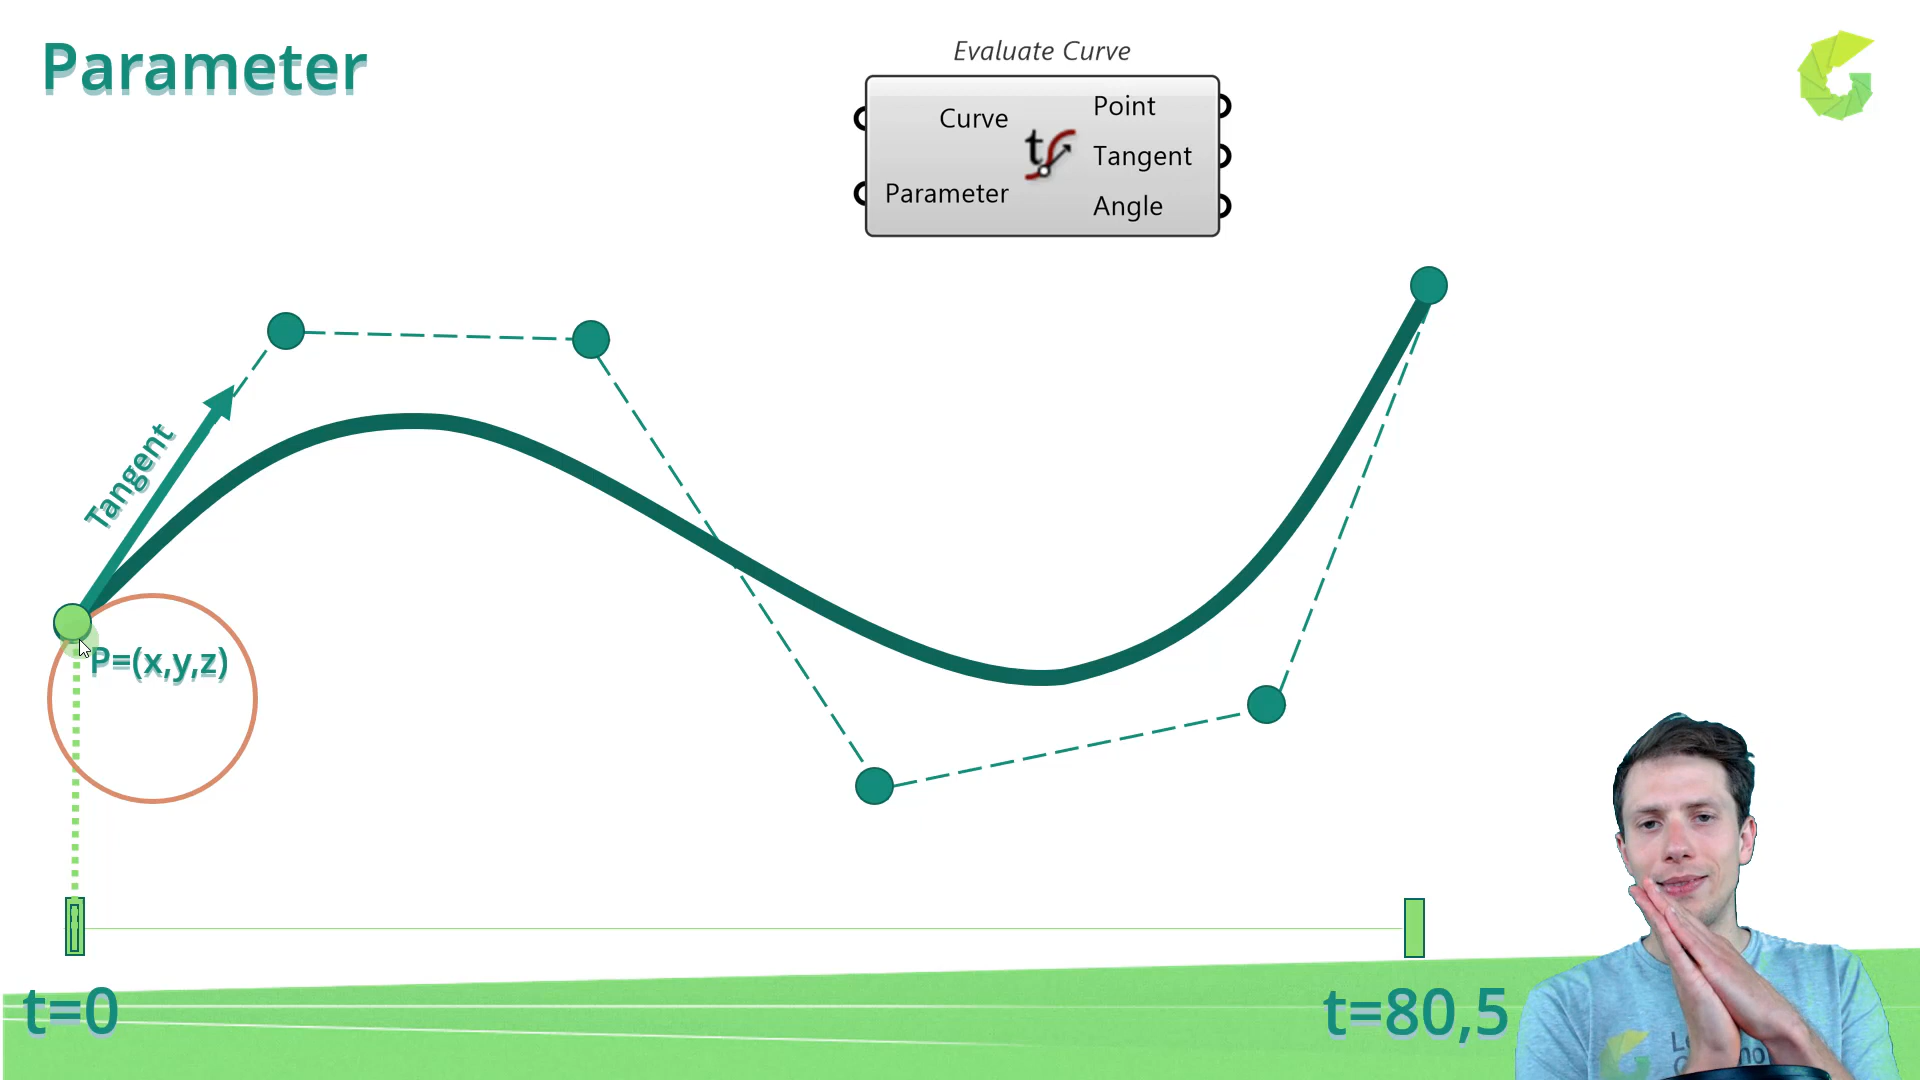 Parameter
Evaluate Curve
Curve
Parameter
t
Point
Tangent
Angle
Tangent
P=(x,y,z)
t=0
t=80,5